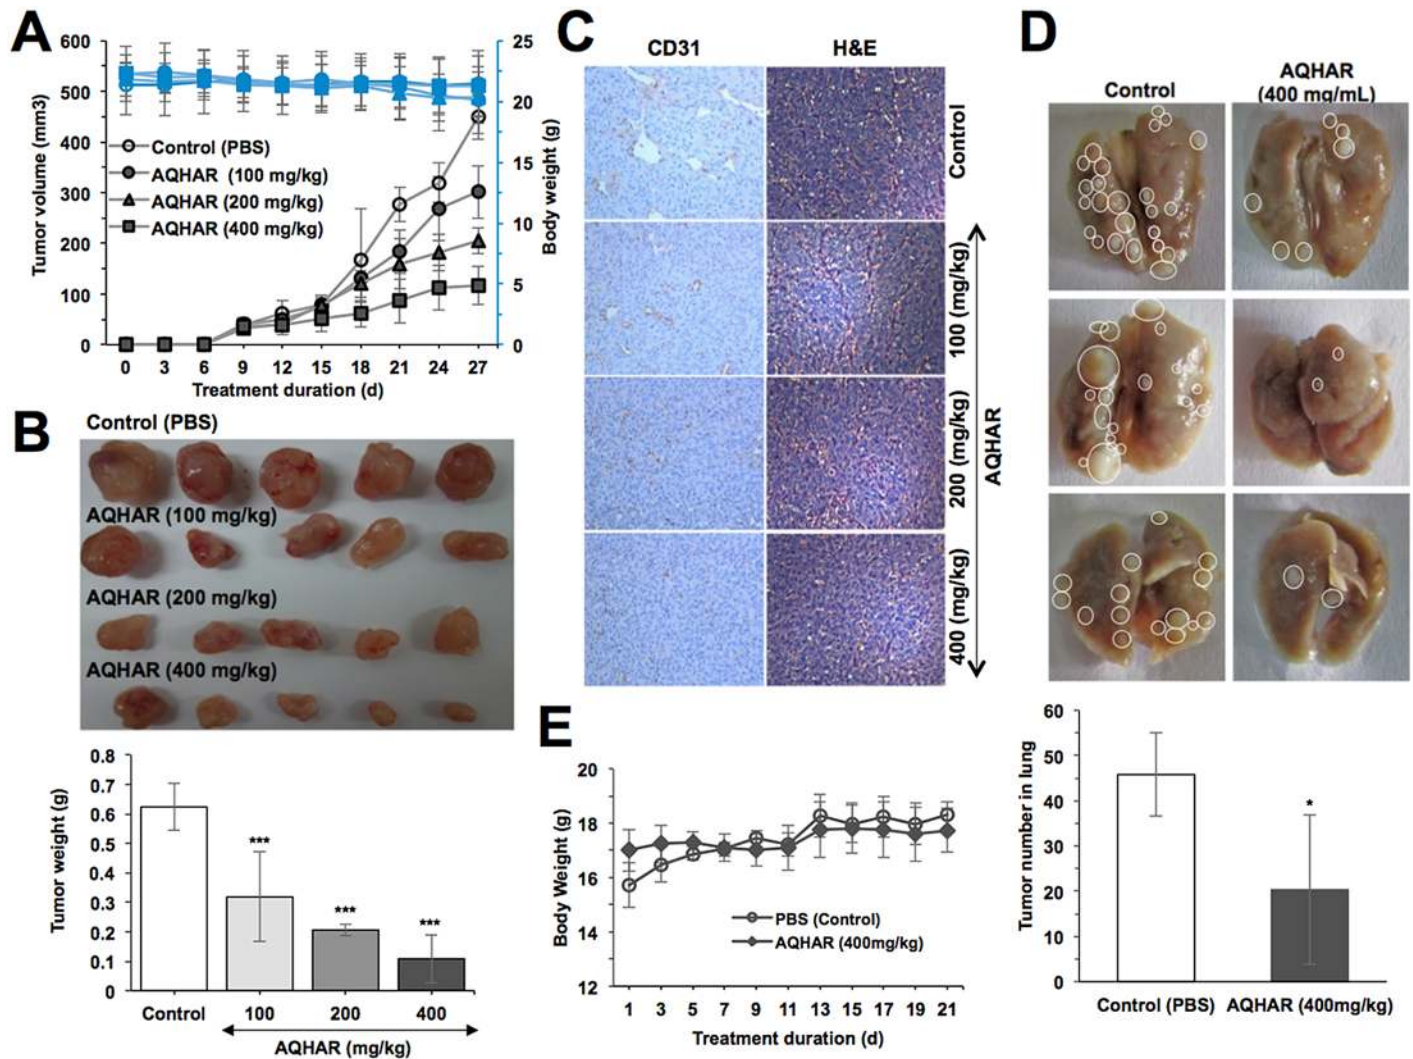 A
600
500
400
300
200
100
0
Tumor volume (mm3)
25
20
15
10
5
0
Body weight (g)
Control (PBS)
AQHAR (100 mg/kg)
AQHAR (200 mg/kg)
AQHAR (400 mg/kg)
0 3 6 9 12 15 18 21 24 27
Treatment duration (d)
B
Control (PBS)
AQHAR (100 mg/kg)
AQHAR (200 mg/kg)
AQHAR (400 mg/kg)
0.8
0.7
0.6
0.5
0.4
0.3
0.2
0.1
0
Tumor weight (g)
***
***
***
Control 100 200 400
AQHAR (mg/kg)
C
CD31 H&E
Control
100 (mg/kg)
200 (mg/kg)
400 (mg/kg)
AQHAR
D
Control
AQHAR
(400 mg/mL)
60
50
40
30
20
10
0
Tumor number in lung
*
Control (PBS) AQHAR (400mg/kg)
E
20
18
16
14
12
Body Weight (g)
PBS (Control)
AQHAR (400mg/kg)
1 3 5 7 9 11 13 15 17 19 21
Treatment duration (d)